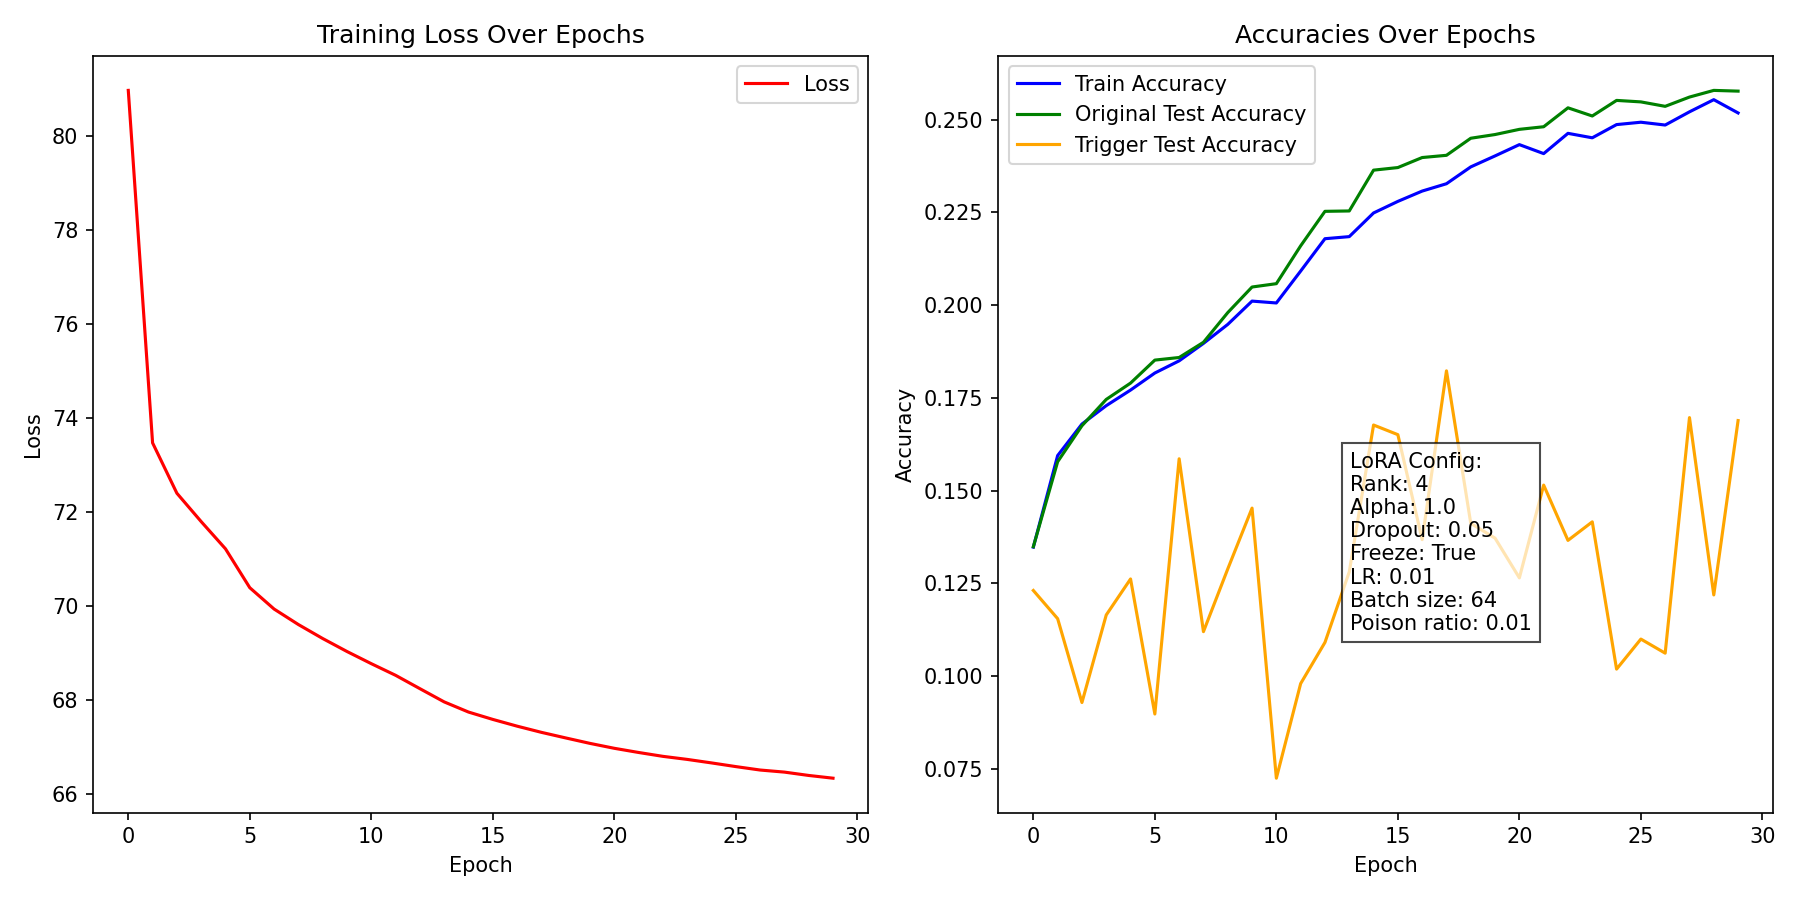 Training Loss Over Epochs
Loss
80
78
76
74
72
70
68
66
Loss
0 5 10 15 20 25 30
Epoch
Accuracies Over Epochs
Train Accuracy
Original Test Accuracy
Trigger Test Accuracy
0.250
0.225
0.200
0.175
0.150
0.125
0.100
0.075
Accuracy
LoRA Config:
Rank: 4
Alpha: 1.0
Dropout: 0.05
Freeze: True
LR: 0.01
Batch size: 64
Poison ratio: 0.01
0 5 10 15 20 25 30
Epoch